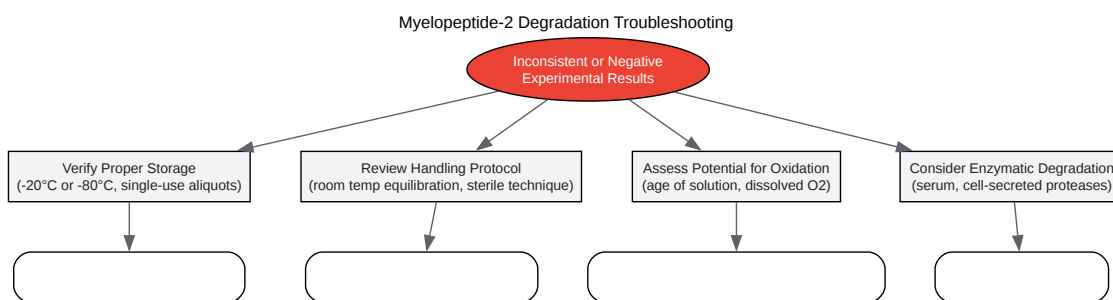 Myelopeptide-2 Degradation Troubleshooting
Inconsistent or Negative
Experimental Results
Verify Proper Storage
(-20°C or -80°C, single-use aliquots)
Review Handling Protocol
(room temp equilibration, sterile technique)
Assess Potential for Oxidation
(age of solution, dissolved O2)
Consider Enzymatic Degradation
(serum, cell-secreted proteases)